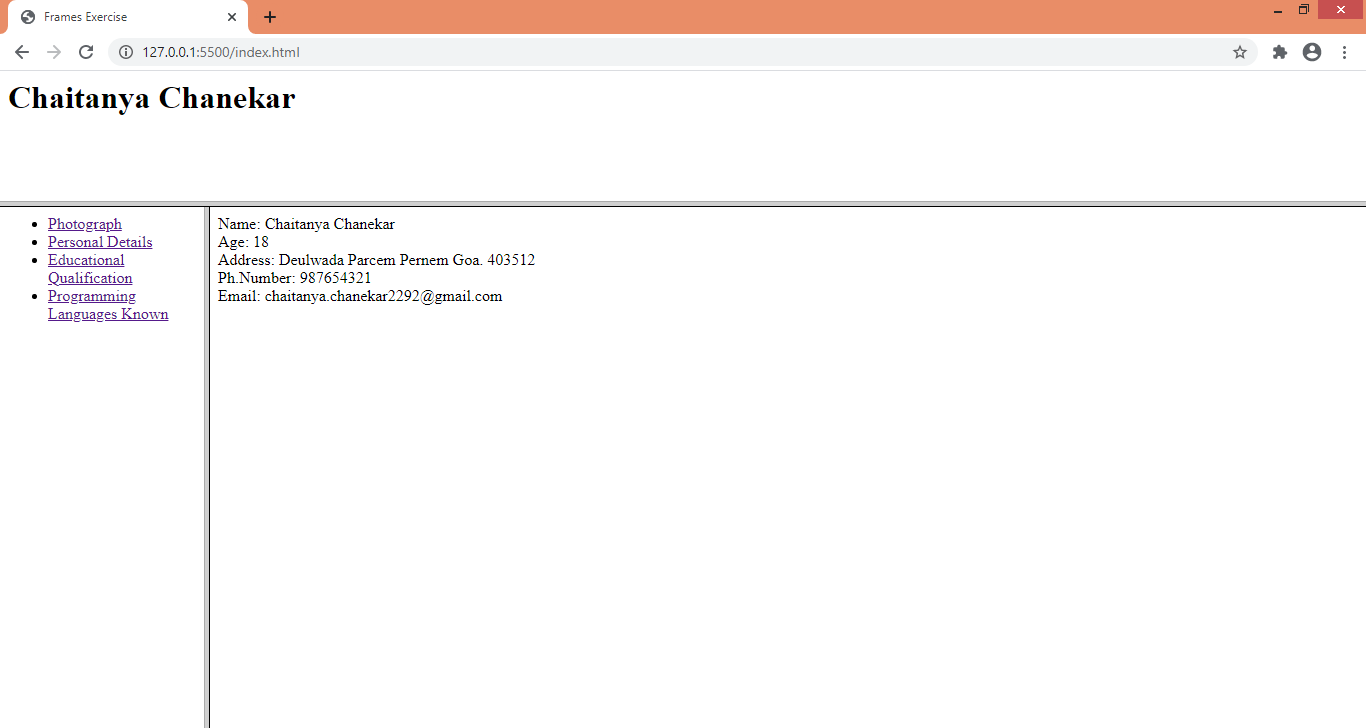 Frames Exercise
127.0.0.1:5500/index.html
Chaitanya Chanekar
Photograph
Personal Details
Educational
Qualification
Programming
Languages Known
Name: Chaitanya Chanekar
Age: 18
Address: Deulwada Parcem Pernem Goa. 403512
Ph.Number: 987654321
Email: chaitanya.chanekar2292@gmail.com